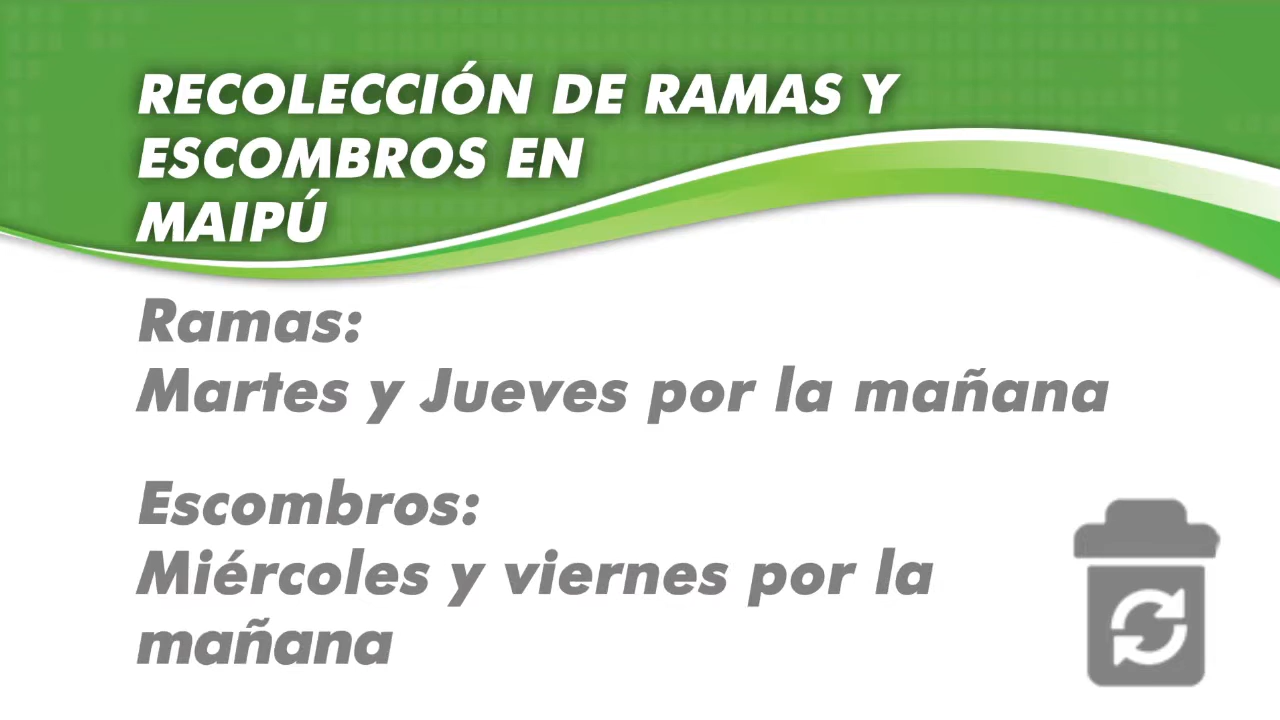 RECOLECCIÓN DE RAMAS Y
ESCOMBROS EN
MAIPÚ
Ramas:
Martes y Jueves por la mañana
Escombros:
Miércoles y viernes por la
mañana